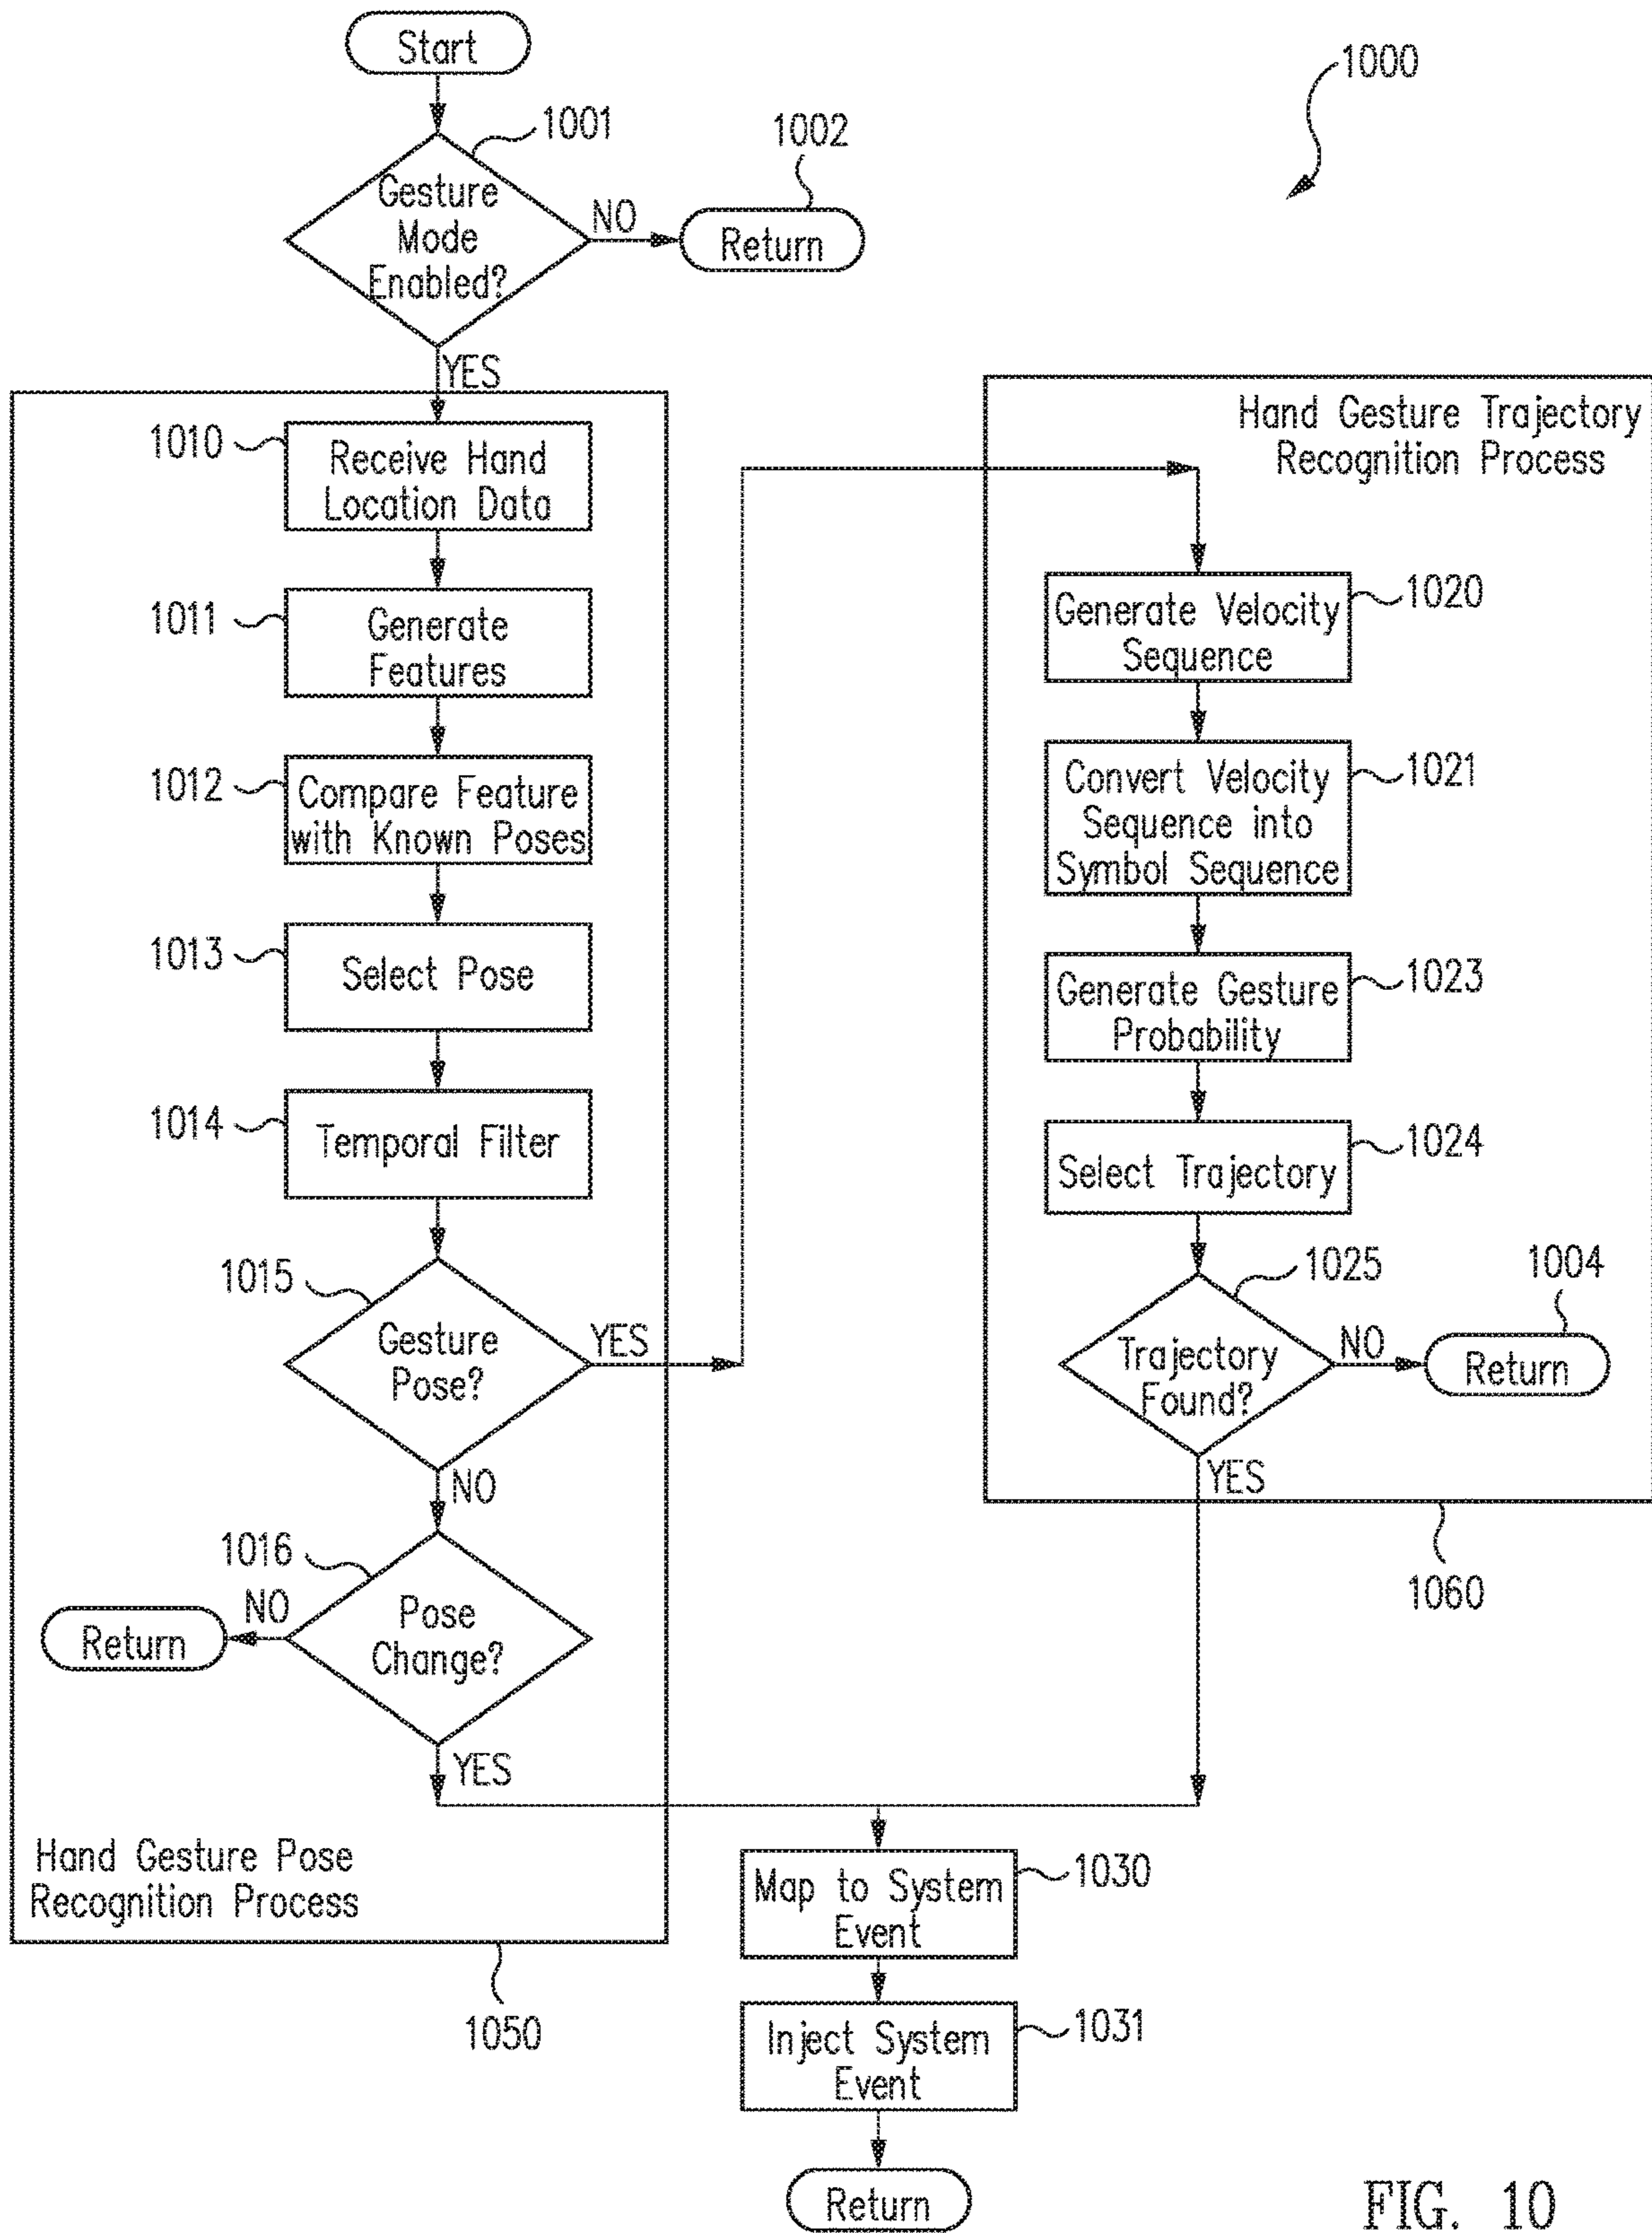 Start
1000
1001
1002
Gesture
Mode
Enabled?
NO
Return
YES
1010
Receive Hand
Location Data
1011
Generate
Features
1012
Compare Feature
with Known Poses
1013
Select Pose
1014
Temporal Filter
1015
Gesture
Pose?
YES
NO
1016
Pose
Change?
NO
Return
YES
Hand Gesture Pose
Recognition Process
1050
Hand Gesture Trajectory
Recognition Process
Generate Velocity
Sequence
1020
Convert Velocity
Sequence into
Symbol Sequence
1021
Generate Gesture
Probability
1023
Select Trajectory
1024
1025
1004
Trajectory
Found?
NO
Return
YES
1060
Map to System
Event
1030
Inject System
Event
1031
Return
FIG. 10